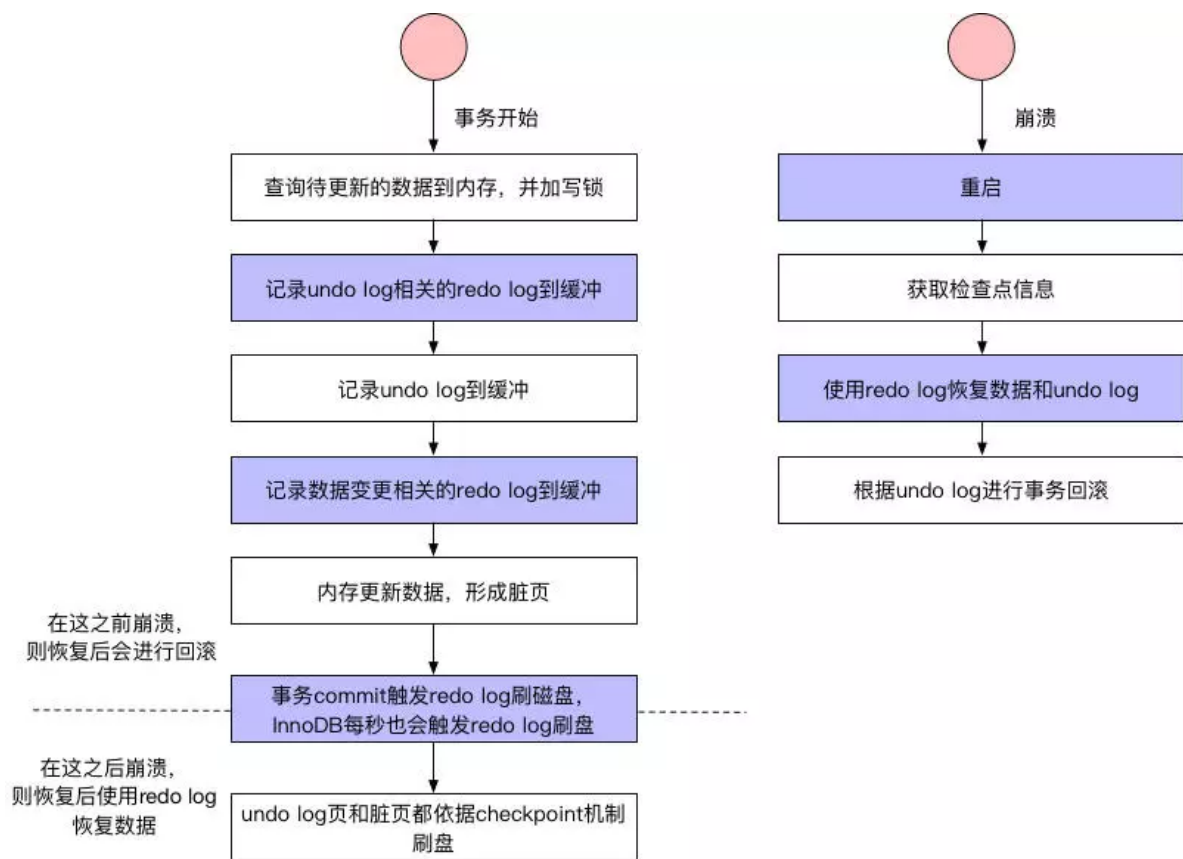 事务开始
查询待更新的数据到内存，并加写锁
记录undo log相关的redo log到缓冲
记录undo log到缓冲
记录数据变更相关的redo log到缓冲
内存更新数据，形成脏页
在这之前崩溃，
则恢复后会进行回滚
事务commit触发redo log刷磁盘，
InnoDB每秒也会触发redo log刷盘
在这之后崩溃，
则恢复后使用redo log
恢复数据
undo log页和脏页都依据checkpoint机制
刷盘
崩溃
重启
获取检查点信息
使用redo log恢复数据和undo log
根据undo log进行事务回滚